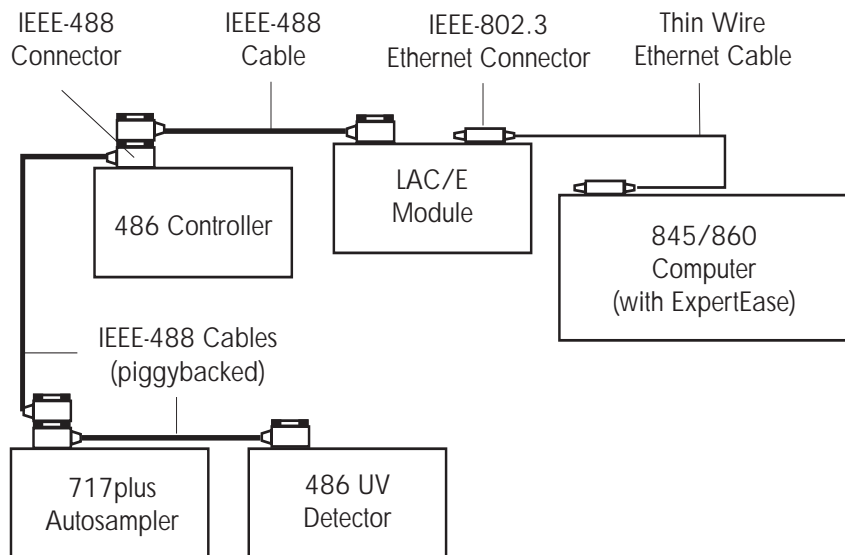 IEEE-488
Connector
IEEE-488
Cable
IEEE-802.3
Ethernet Connector
Thin Wire
Ethernet Cable
486 Controller
LAC/E
Module
845/860
Computer
(with ExpertEase)
IEEE-488 Cables
(piggybacked)
717plus
Autosampler
486 UV
Detector